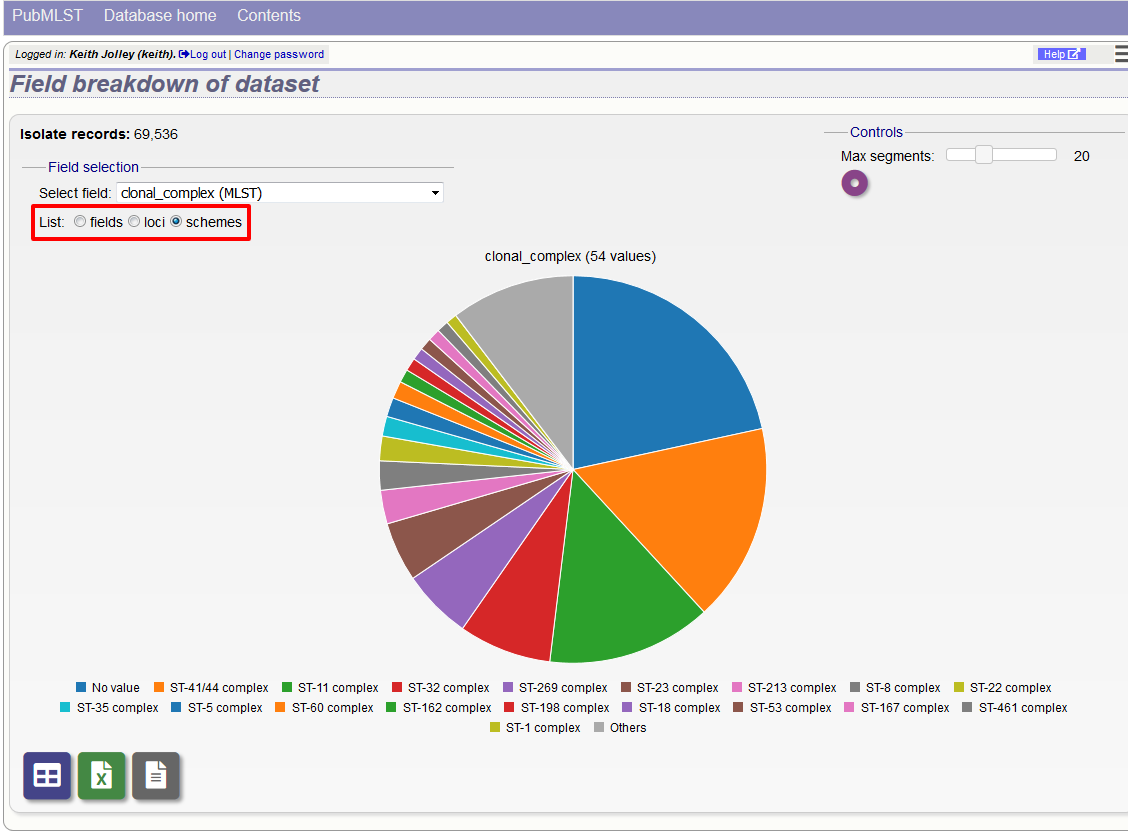 PubMLST Database home Contents
Logged in: Keith Jolley (keith). Log out | Change password Help
Field breakdown of dataset
Isolate records: 69,536
Controls
Max segments: 20
Field selection
Select field: clonal_complex (MLST)
List: fields loci schemes
clonal_complex (54 values)
No value ST-41/44 complex ST-11 complex ST-32 complex ST-269 complex ST-23 complex ST-213 complex ST-8 complex ST-22 complex
ST-35 complex ST-5 complex ST-60 complex ST-162 complex ST-198 complex ST-18 complex ST-53 complex ST-167 complex ST-461 complex
ST-1 complex Others
X